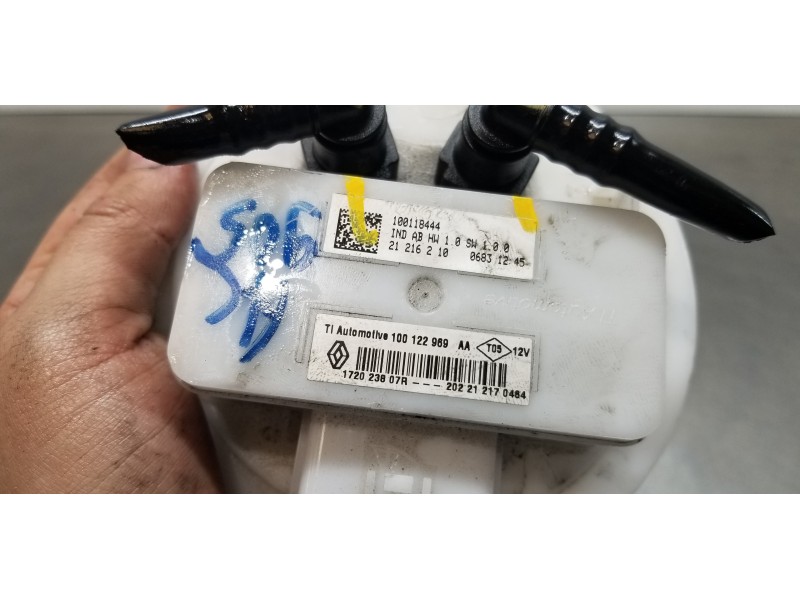 100118444
IND AB HW 1.0 SW 1.0.0
21 216 2 10 0683 12:45
TI Automotive 100 122 969 AA T05 12V
1720 238 07R --- 202 21 217 0464